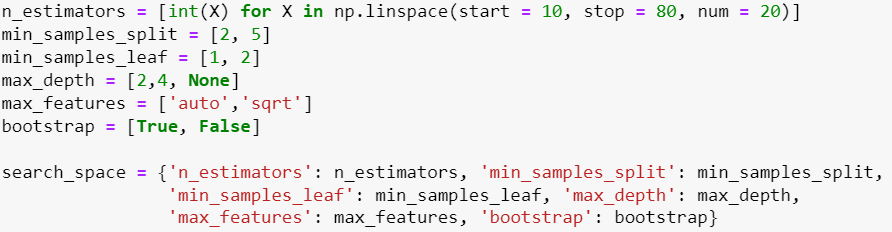 n_estimators = [int(X) for X in np.linspace(start = 10, stop = 80, num = 20)]
min_samples_split = [2, 5]
min_samples_leaf = [1, 2]
max_depth = [2,4, None]
max_features = ['auto','sqrt']
bootstrap = [True, False]
search_space = {'n_estimators': n_estimators, 'min_samples_split': min_samples_split,
'min_samples_leaf': min_samples_leaf, 'max_depth': max_depth,
'max_features': max_features, 'bootstrap': bootstrap}